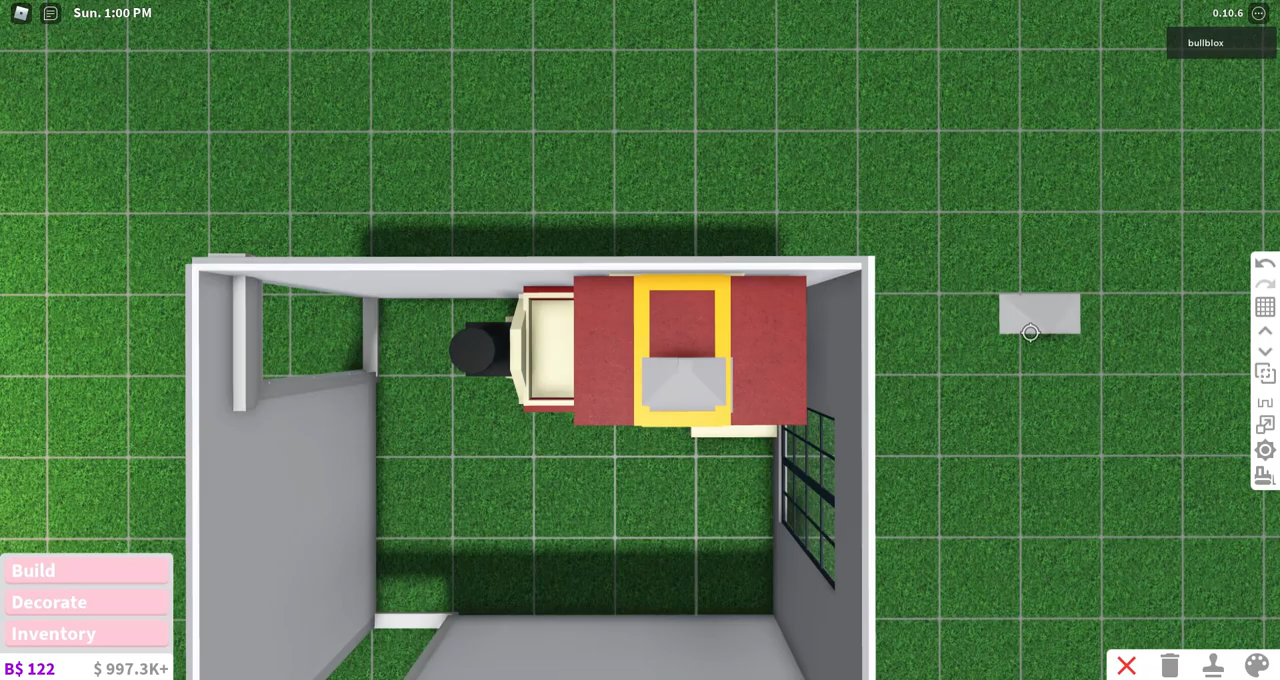 Sun. 1:00 PM
0.10.6
bullblox
Build
Decorate
Inventory
B$ 122
$ 997.3K+